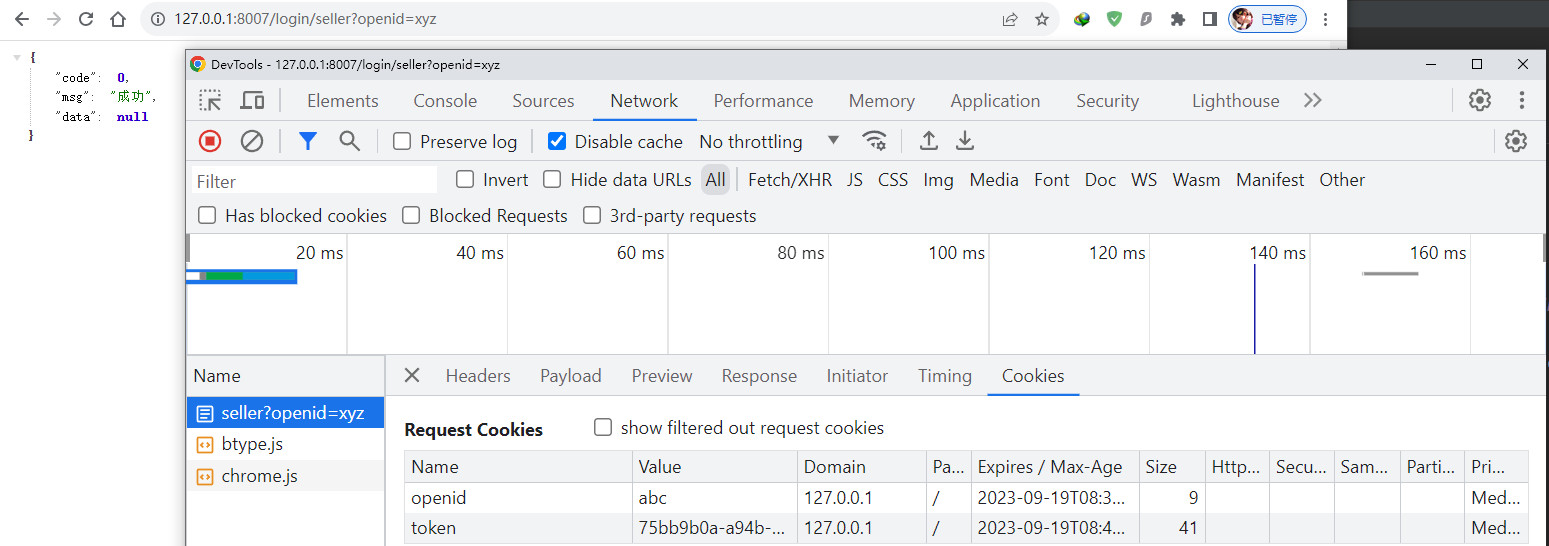 127.0.0.1:8007/login/seller?openid=xyz
已暂停
{
"code": 0,
"msg": "成功",
"data": null
}
DevTools - 127.0.0.1:8007/login/seller?openid=xyz
Elements Console Sources Network Performance Memory Application Security Lighthouse
Preserve log Disable cache No throttling
Filter Invert Hide data URLs All Fetch/XHR JS CSS Img Media Font Doc WS Wasm Manifest Other
Has blocked cookies Blocked Requests 3rd-party requests
20 ms 40 ms 60 ms 80 ms 100 ms 120 ms 140 ms 160 ms
Name Headers Payload Preview Response Initiator Timing Cookies
seller?openid=xyz
btype.js
chrome.js
Request Cookies show filtered out request cookies
Name Value Domain Pa... Expires / Max-Age Size Http... Secu... Sam... Parti... Pri...
openid abc 127.0.0.1 / 2023-09-19T08:3... 9 Med...
token 75bb9b0a-a94b-... 127.0.0.1 / 2023-09-19T08:4... 41 Med...